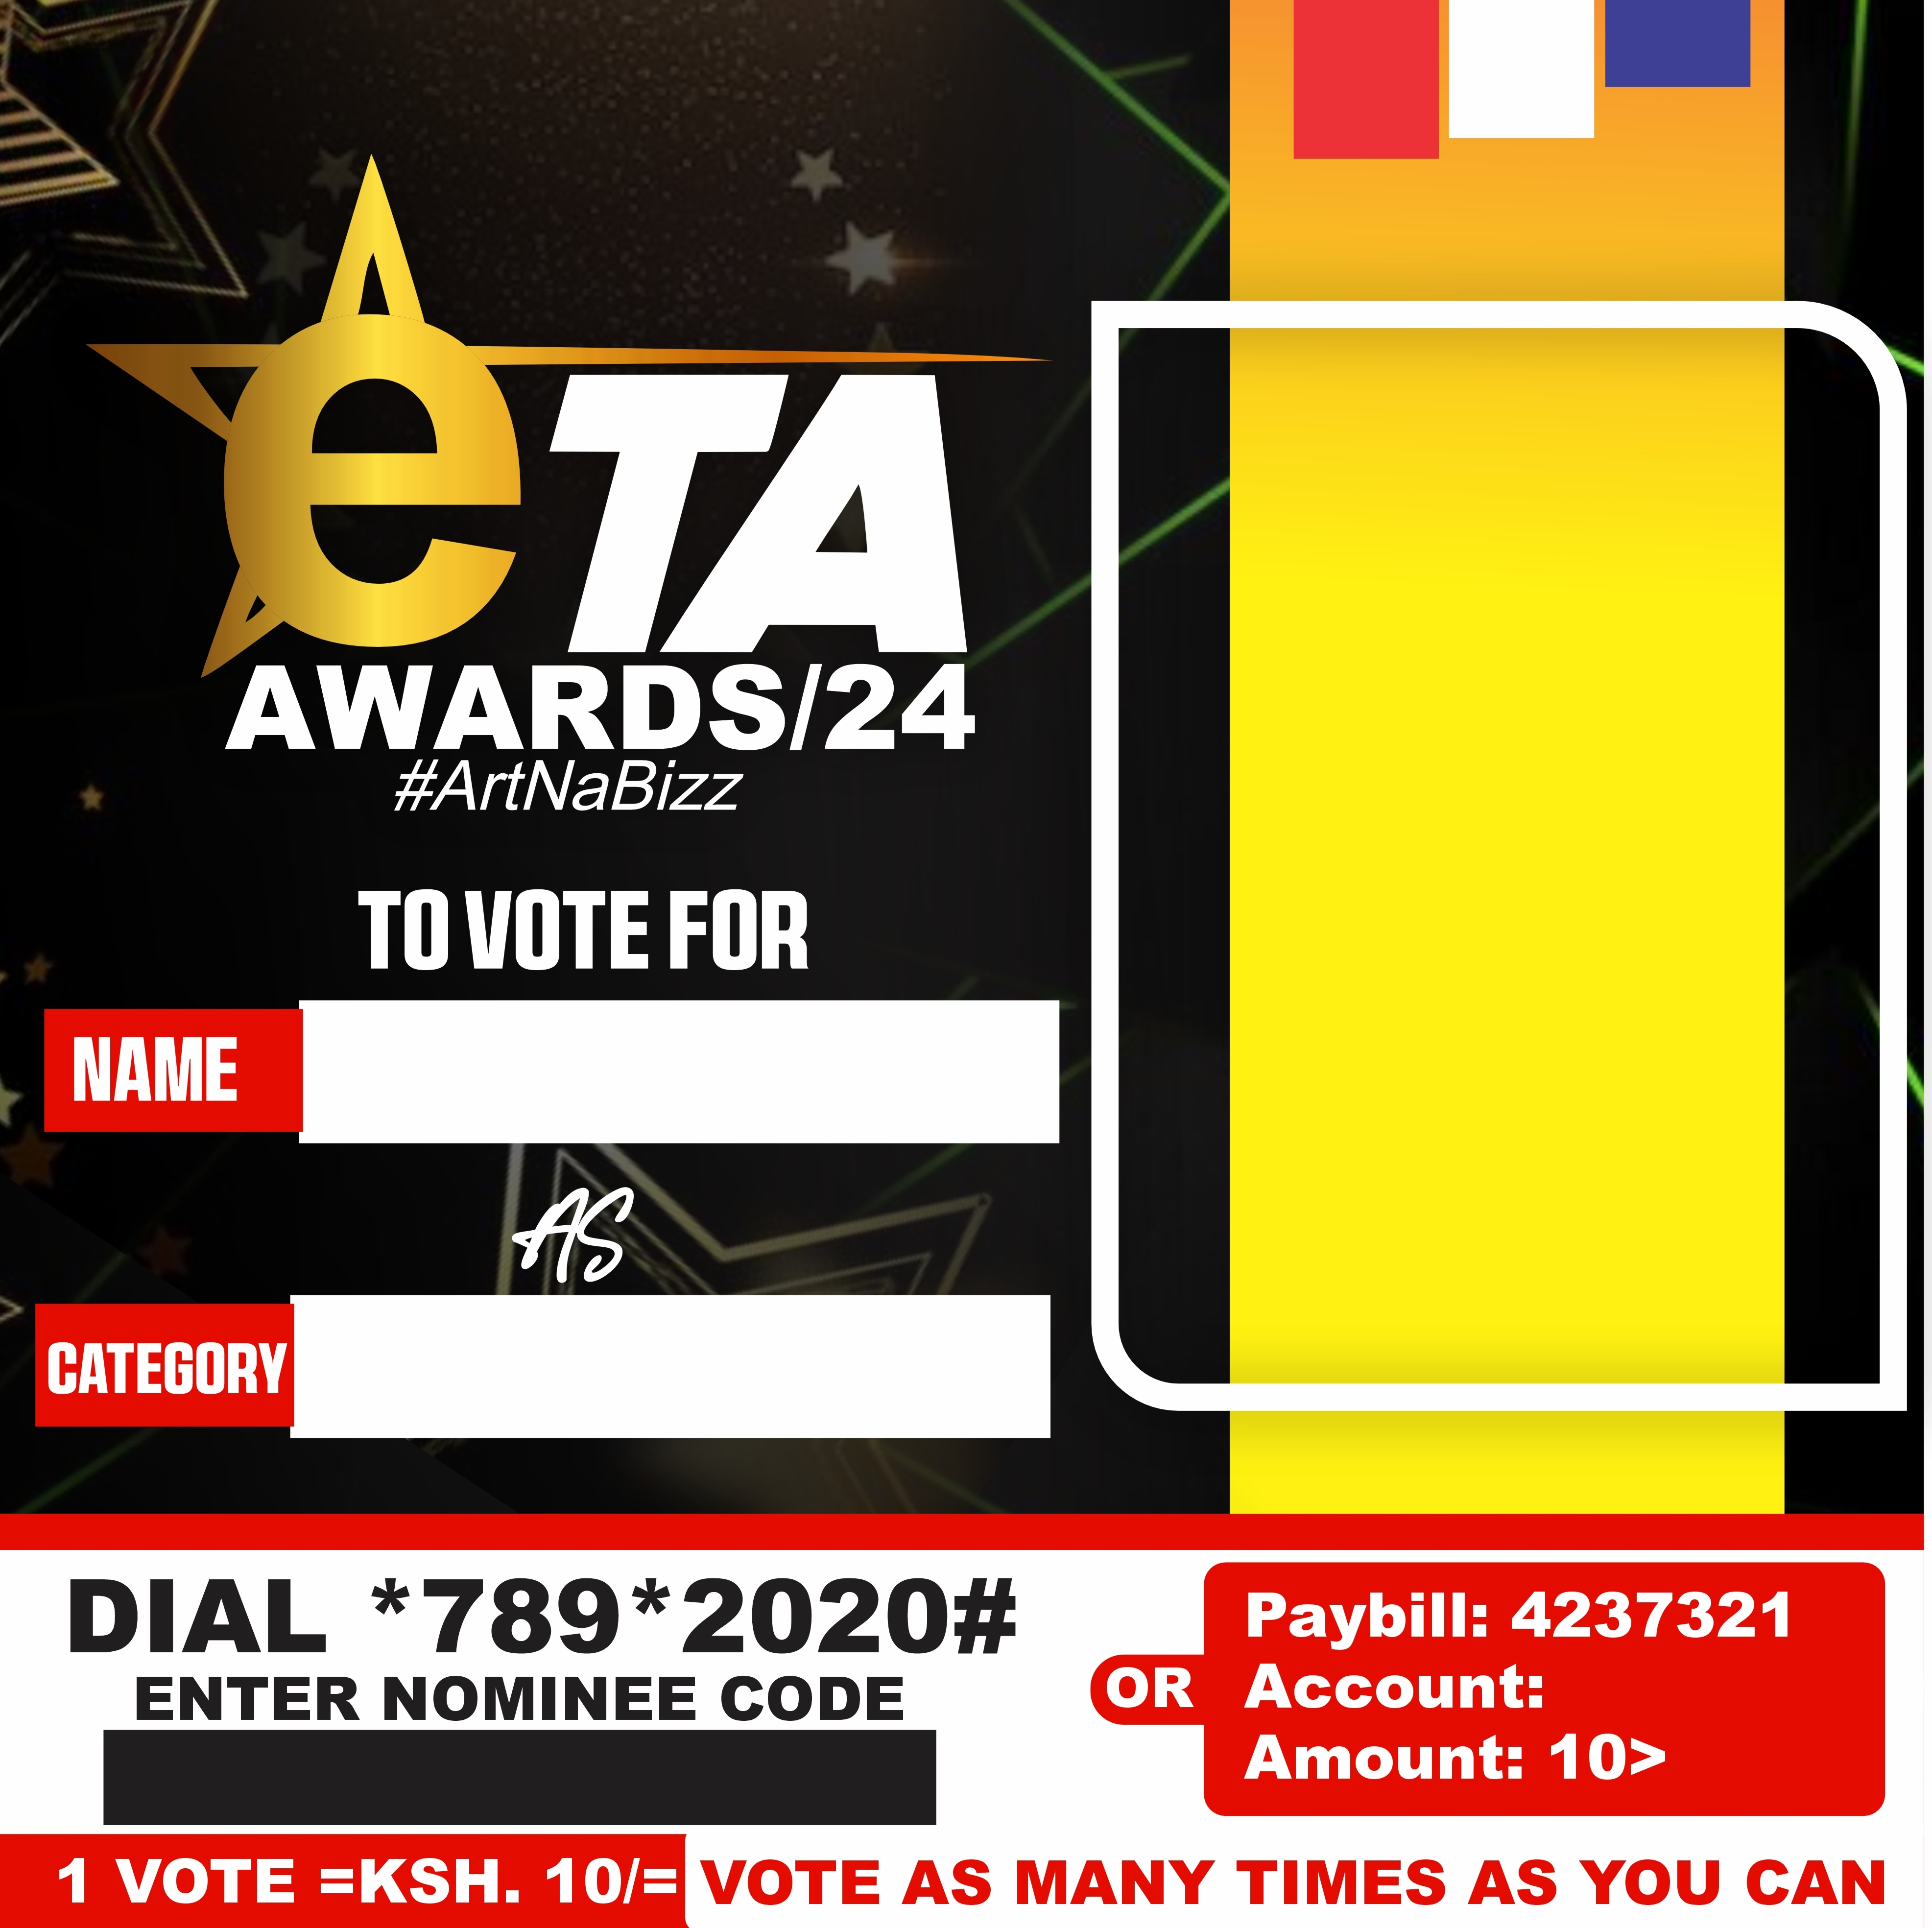 eTA
AWARDS/24
#ArtNaBizz
TO VOTE FOR
NAME
AS
CATEGORY
DIAL *789*2020#
ENTER NOMINEE CODE
OR
Paybill: 4237321
Account:
Amount: 10>
1 VOTE =KSH. 10/= VOTE AS MANY TIMES AS YOU CAN